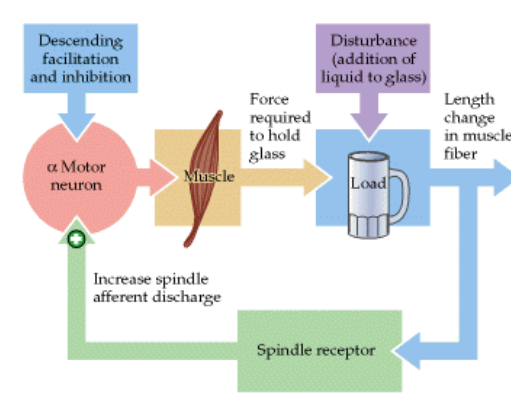 Descending
facilitation
and inhibition
Disturbance
(addition of
liquid to glass)
Force
required
to hold
glass
Length
change
in muscle
fiber
α Motor
neuron
Muscle
Load
+
Increase spindle
afferent discharge
Spindle receptor